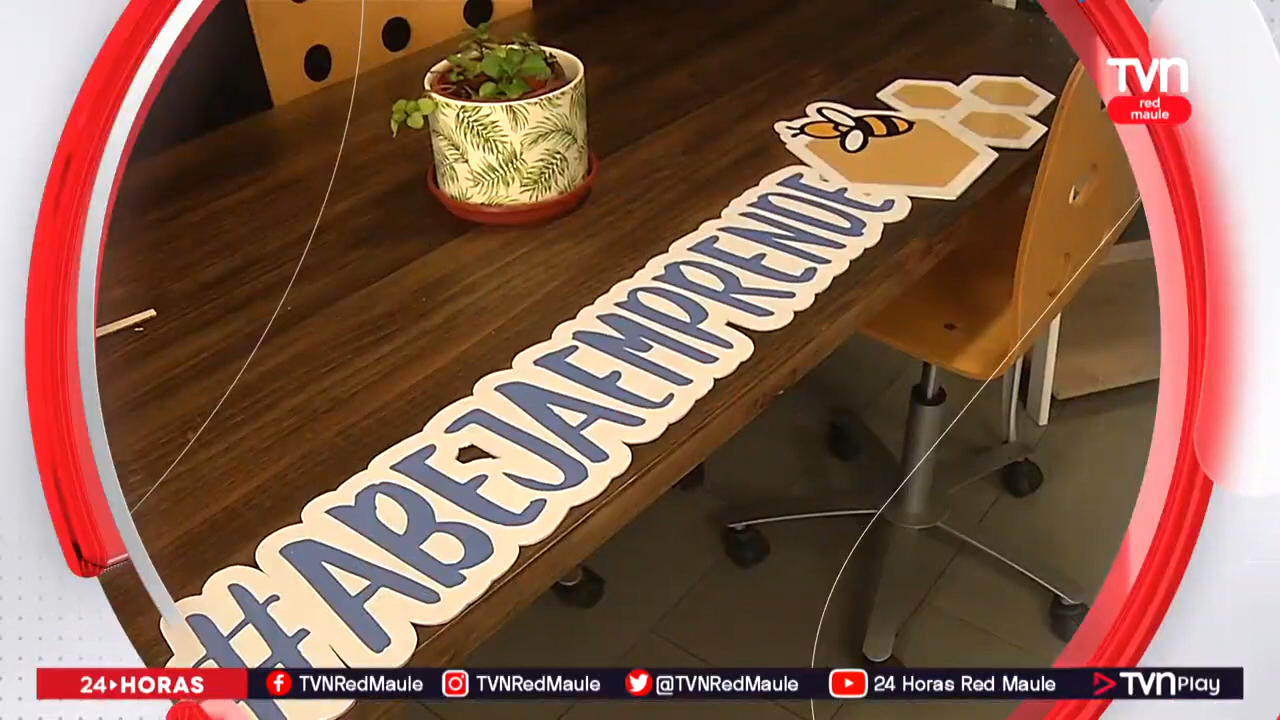 TVN
red
maule
#ABEJAEMPRENDE
24 HORAS
TVNRedMaule
TVNRedMaule
@TVNRedMaule
24 Horas Red Maule
TVN Play